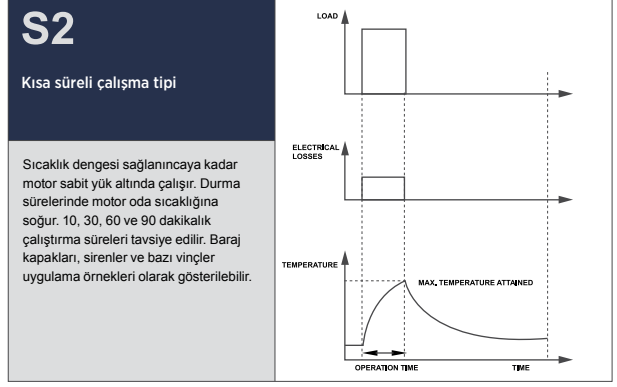 S2
Kısa süreli çalışma tipi
Sıcaklık dengesi sağlanıncaya kadar
motor sabit yük altında çalışır. Durma
sürelerinde motor oda sıcaklığına
soğur. 10, 30, 60 ve 90 dakikalık
çalıştırma süreleri tavsiye edilir. Baraj
kapakları, sirenler ve bazı vinçler
uygulama örnekleri olarak gösterilebilir.
LOAD
ELECTRICAL
LOSSES
TEMPERATURE
MAX. TEMPERATURE ATTAINED
OPERATION TIME
TIME